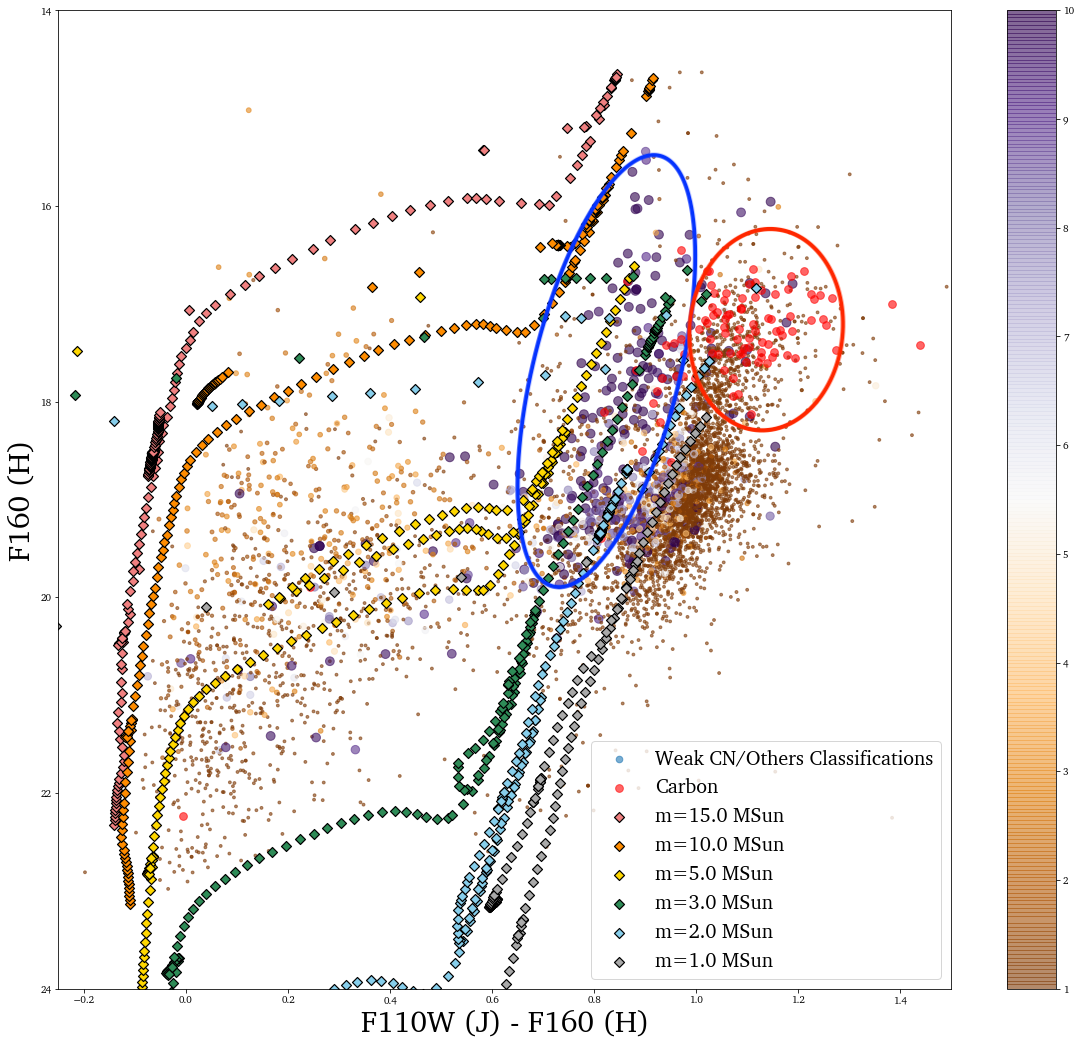 14
16
18
20
22
24
F160 (H)
−0.2
0.0
0.2
0.4
0.6
0.8
1.0
1.2
1.4
F110W (J) - F160 (H)
Weak CN/Others Classifications
Carbon
m=15.0 MSun
m=10.0 MSun
m=5.0 MSun
m=3.0 MSun
m=2.0 MSun
m=1.0 MSun
10
9
8
7
6
5
4
3
2
1